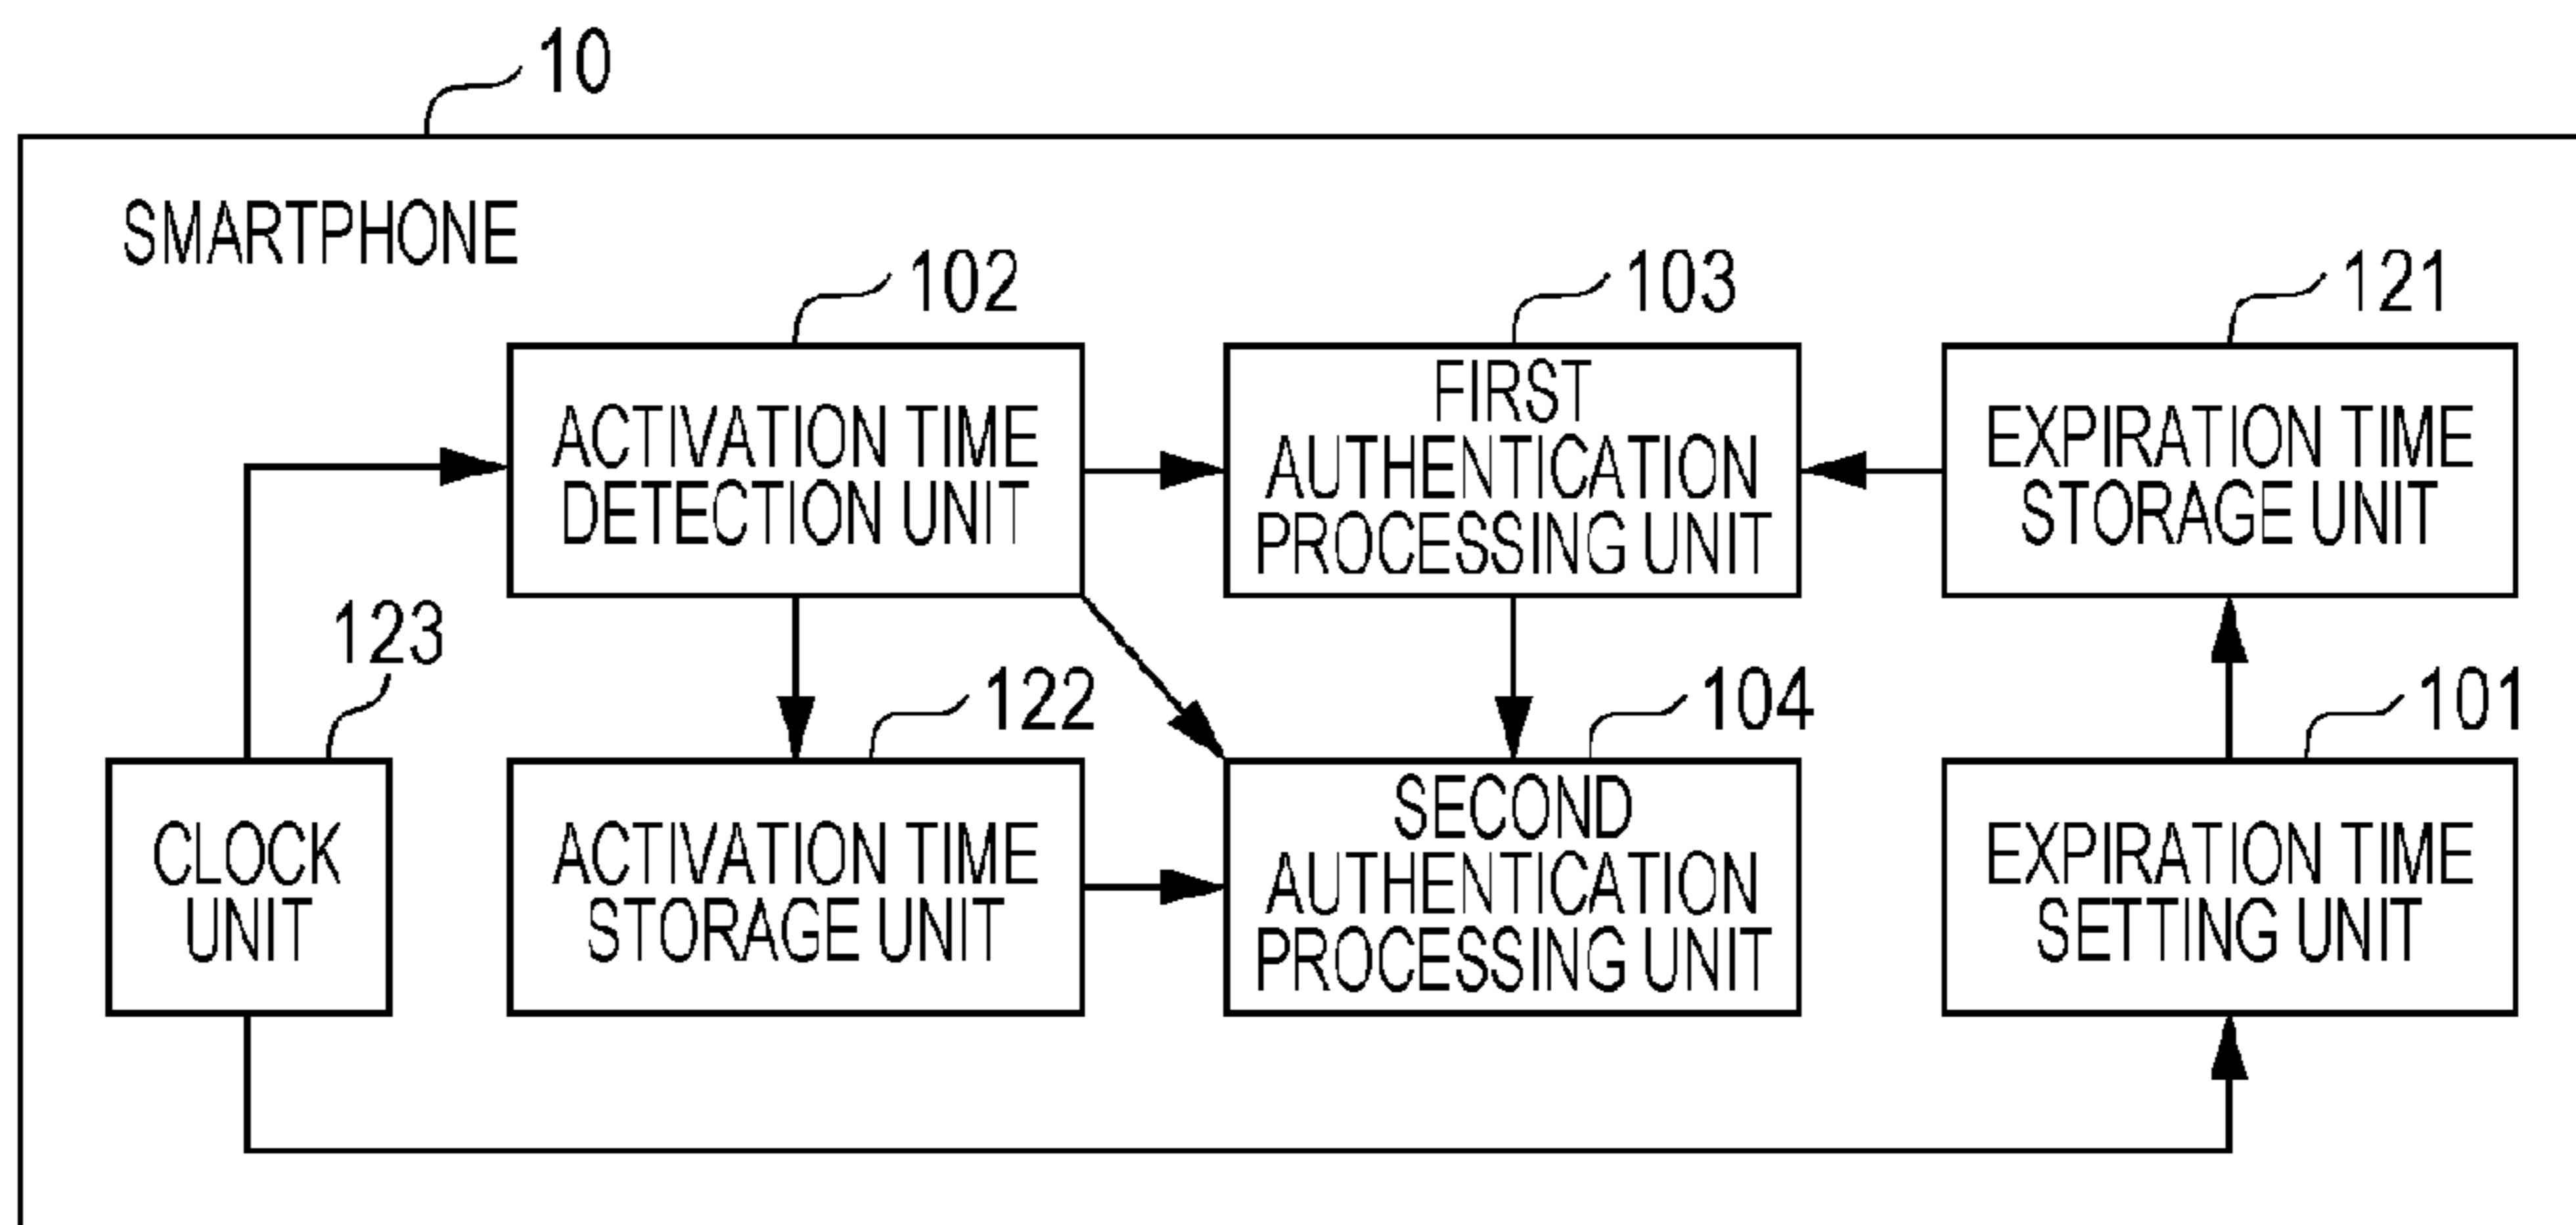 10
SMARTPHONE
102
103
121
ACTIVATION TIME
DETECTION UNIT
FIRST
AUTHENTICATION
PROCESSING UNIT
EXPIRATION TIME
STORAGE UNIT
123
122
104
101
CLOCK
UNIT
ACTIVATION TIME
STORAGE UNIT
SECOND
AUTHENTICATION
PROCESSING UNIT
EXPIRATION TIME
SETTING UNIT